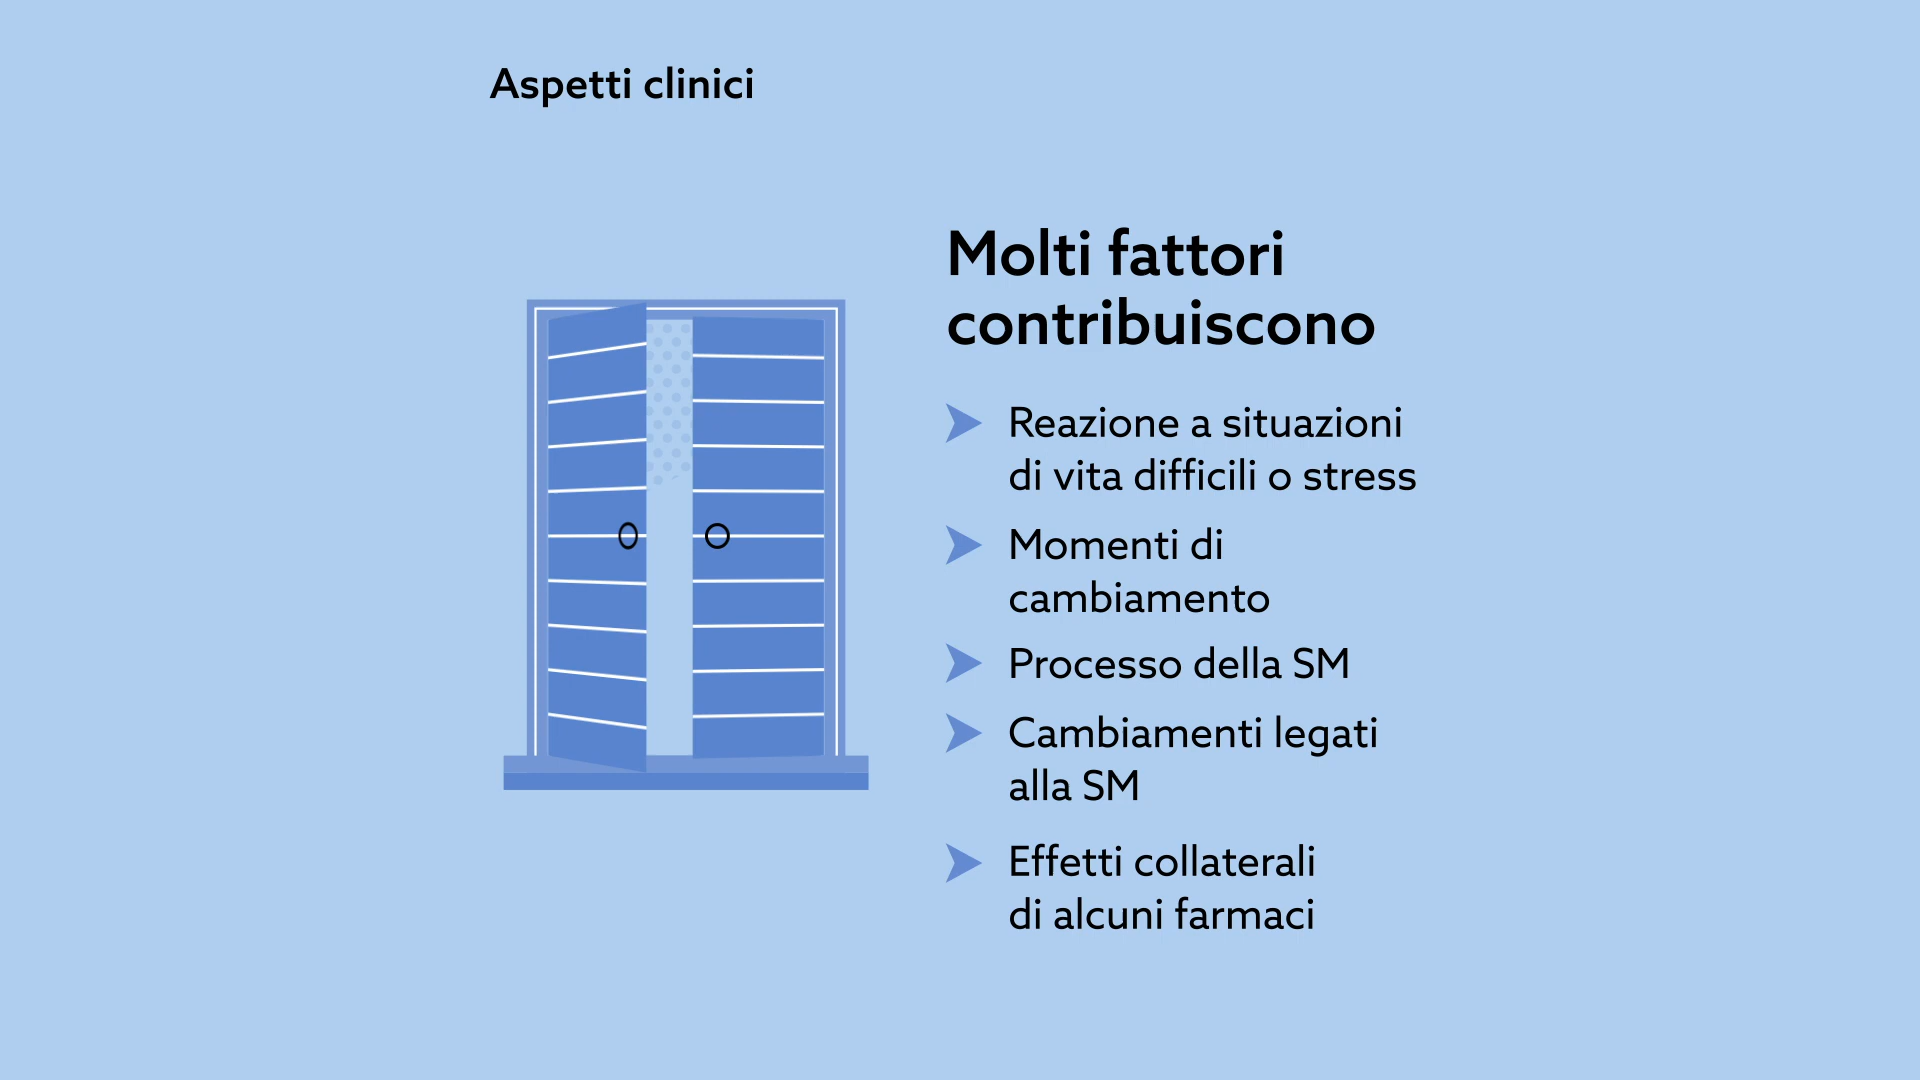 Aspetti clinici
Molti fattori
contribuiscono
Reazione a situazioni
di vita difficili o stress
Momenti di
cambiamento
Processo della SM
Cambiamenti legati
alla SM
Effetti collaterali
di alcuni farmaci